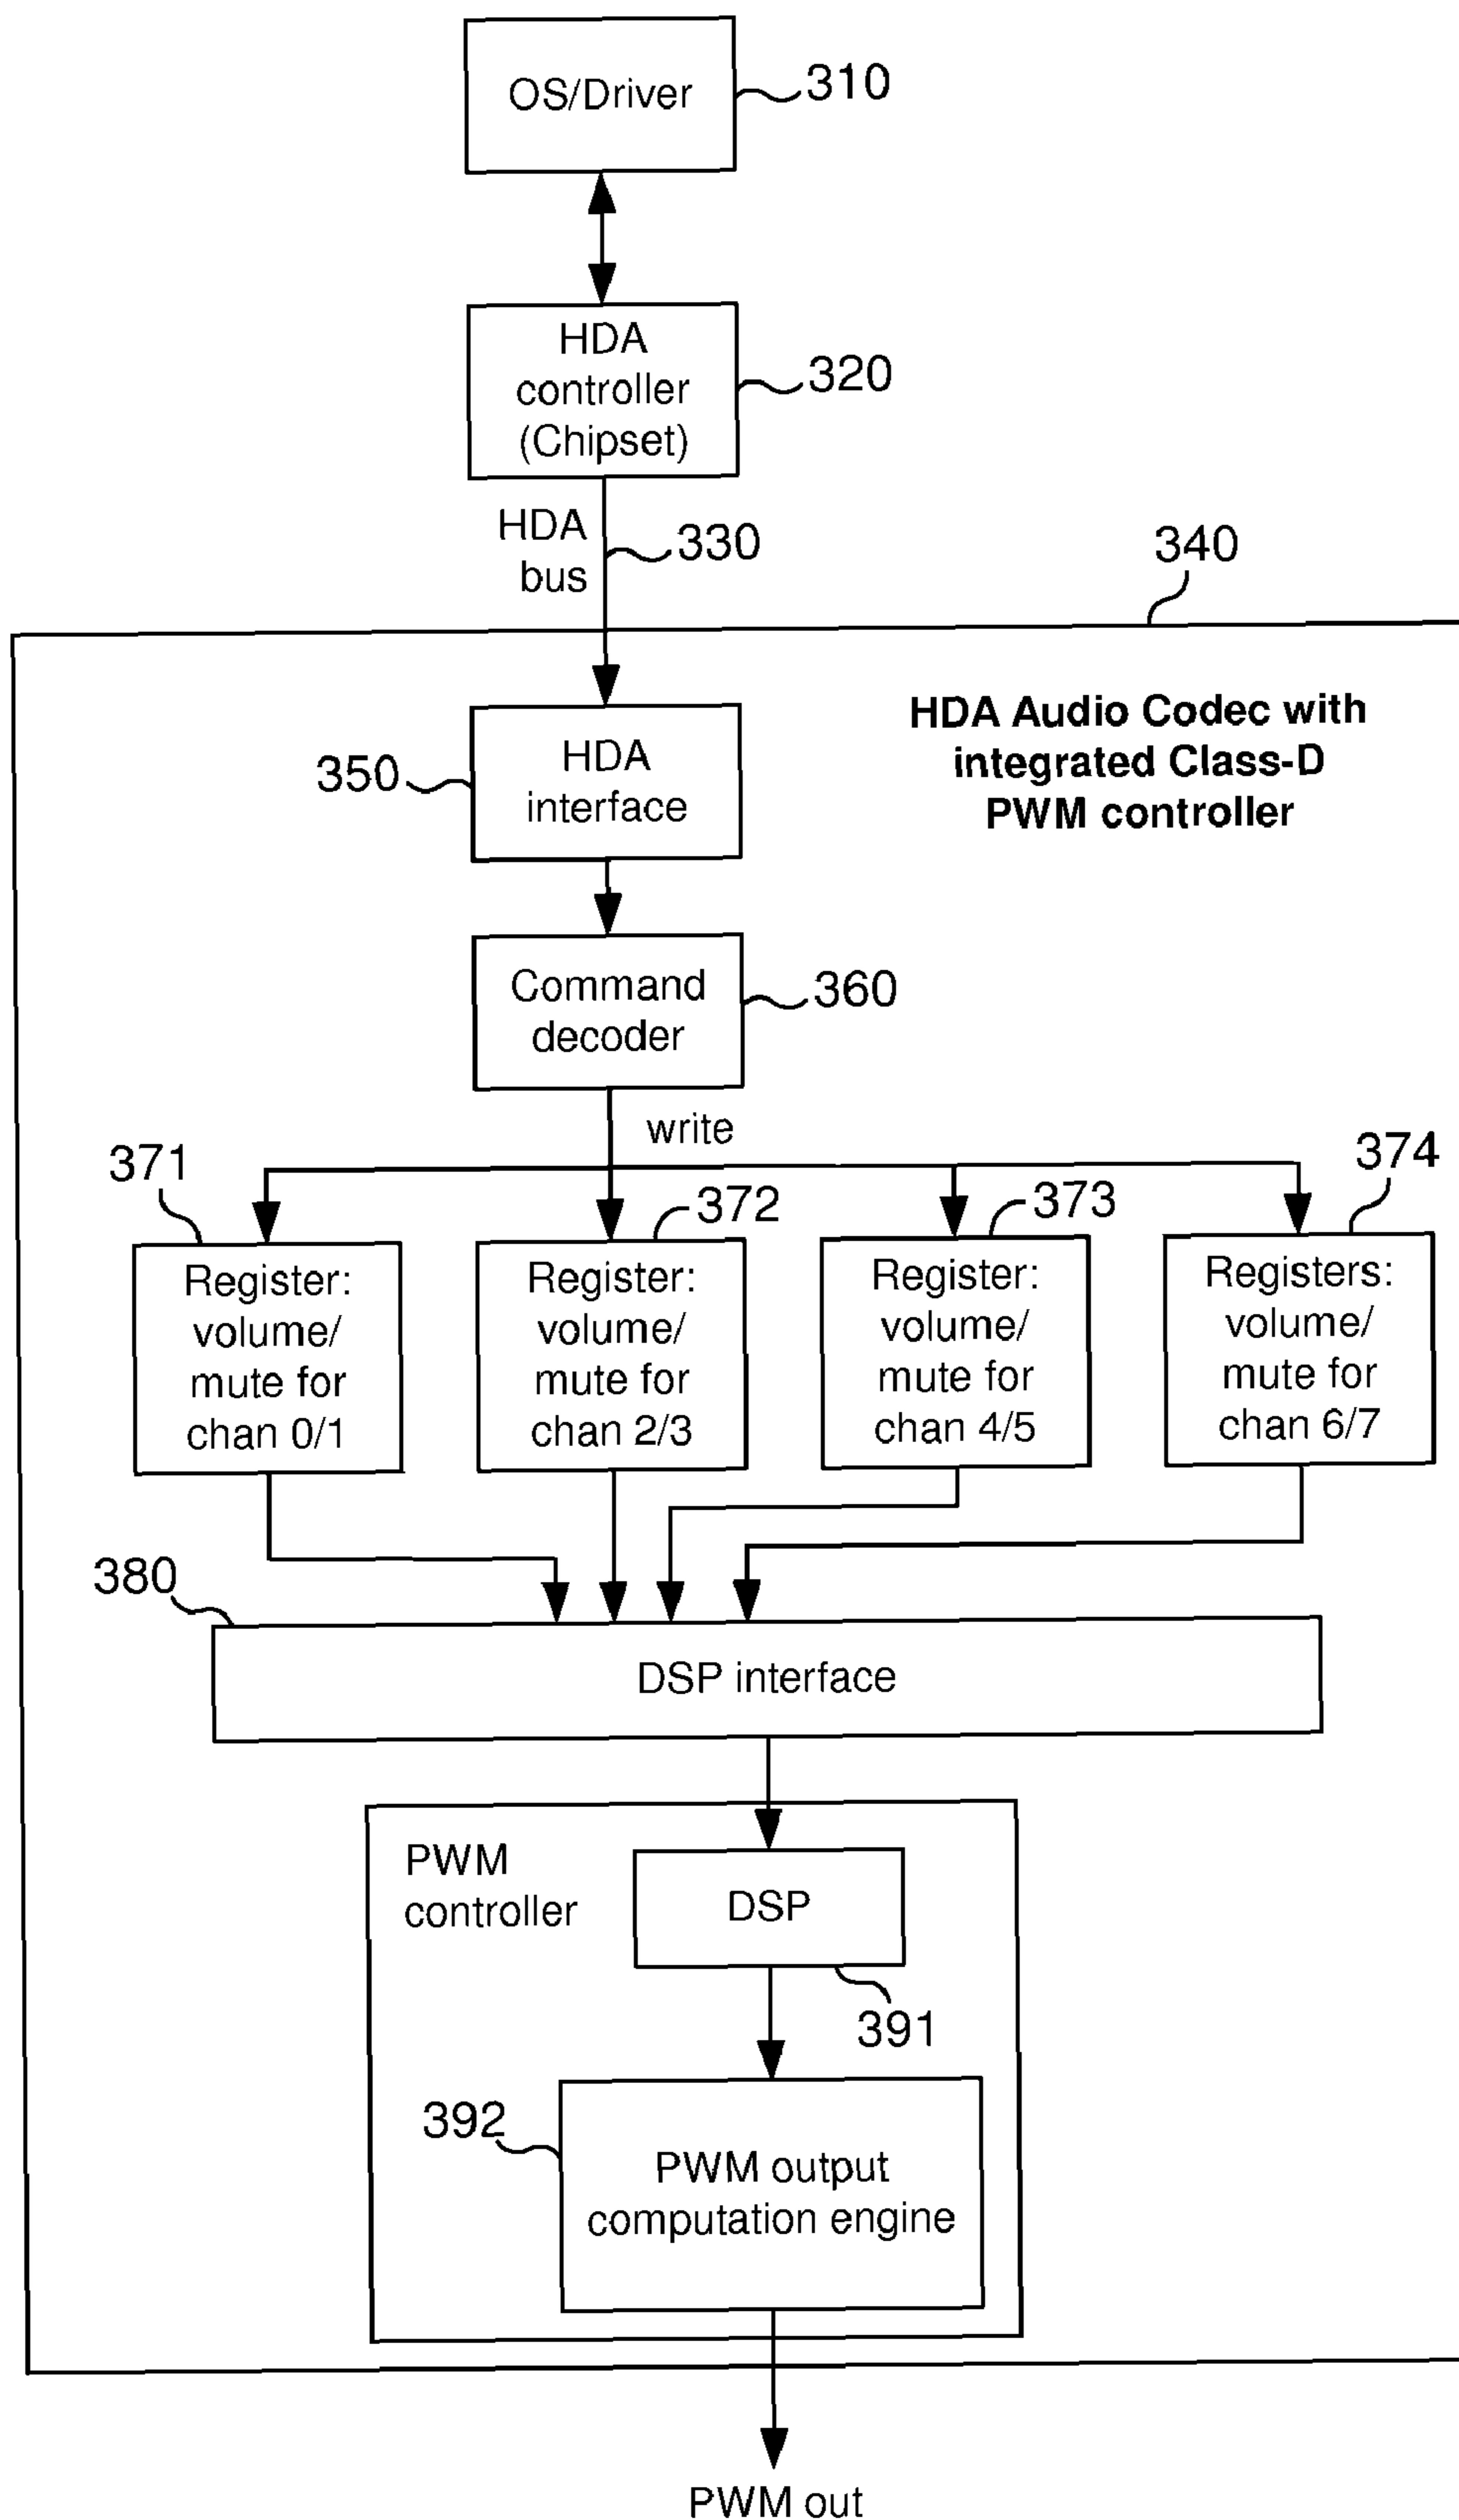 OS/Driver
310
HDA
controller
(Chipset)
320
HDA
bus
330
340
HDA Audio Codec with
integrated Class-D
PWM controller
350
HDA
interface
Command
decoder
360
write
371
372
373
374
Register:
volume/
mute for
chan 0/1
Register:
volume/
mute for
chan 2/3
Register:
volume/
mute for
chan 4/5
Registers:
volume/
mute for
chan 6/7
380
DSP interface
PWM
controller
DSP
391
392
PWM output
computation engine
PWM out